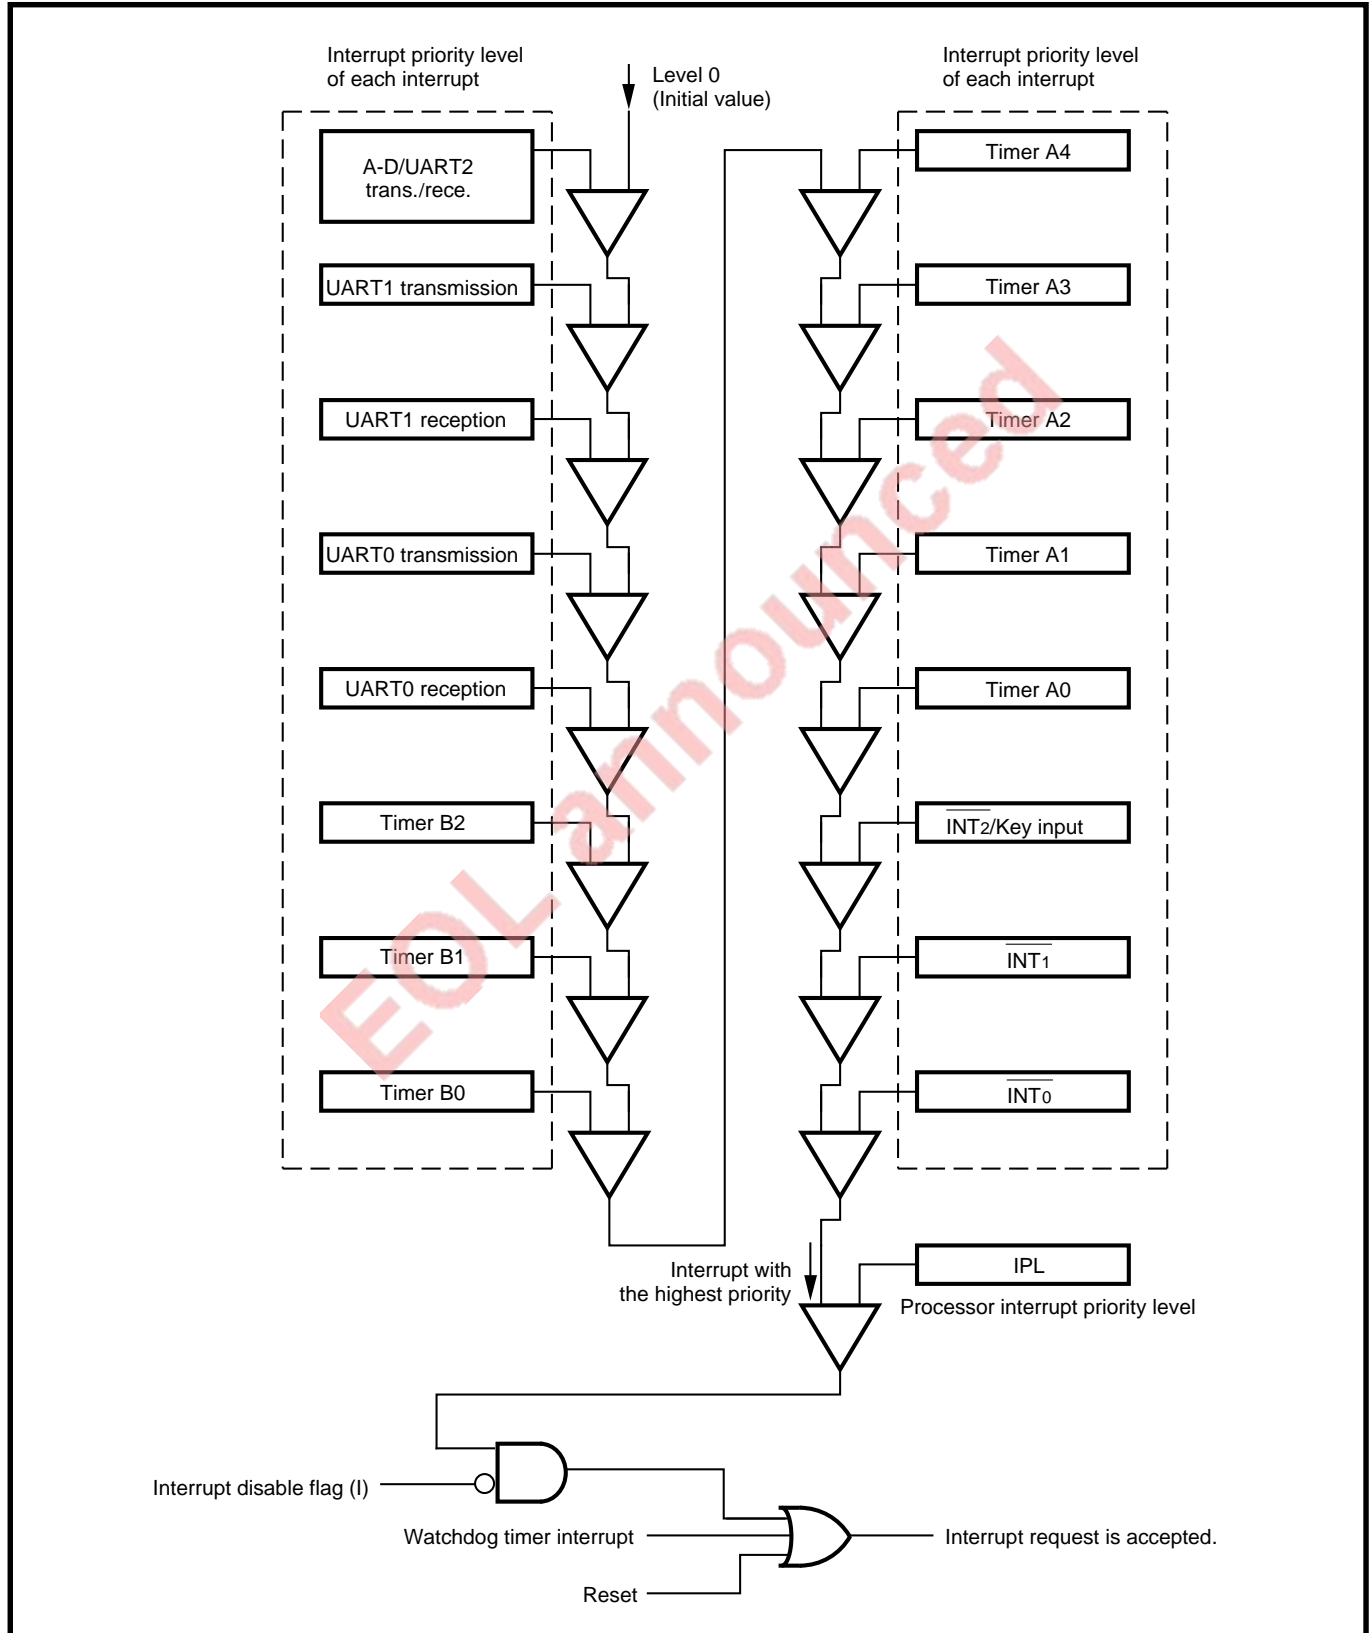 Interrupt priority level
of each interrupt
Level 0
(Initial value)
Interrupt priority level
of each interrupt
A-D/UART2
trans./rece.
UART1 transmission
UART1 reception
UART0 transmission
UART0 reception
Timer B2
Timer B1
Timer B0
Timer A4
Timer A3
Timer A2
Timer A1
Timer A0
INT2/Key input
INT1
INT0
EOL announced
Interrupt with
the highest priority
IPL
Processor interrupt priority level
Interrupt disable flag (I)
Watchdog timer interrupt
Reset
Interrupt request is accepted.